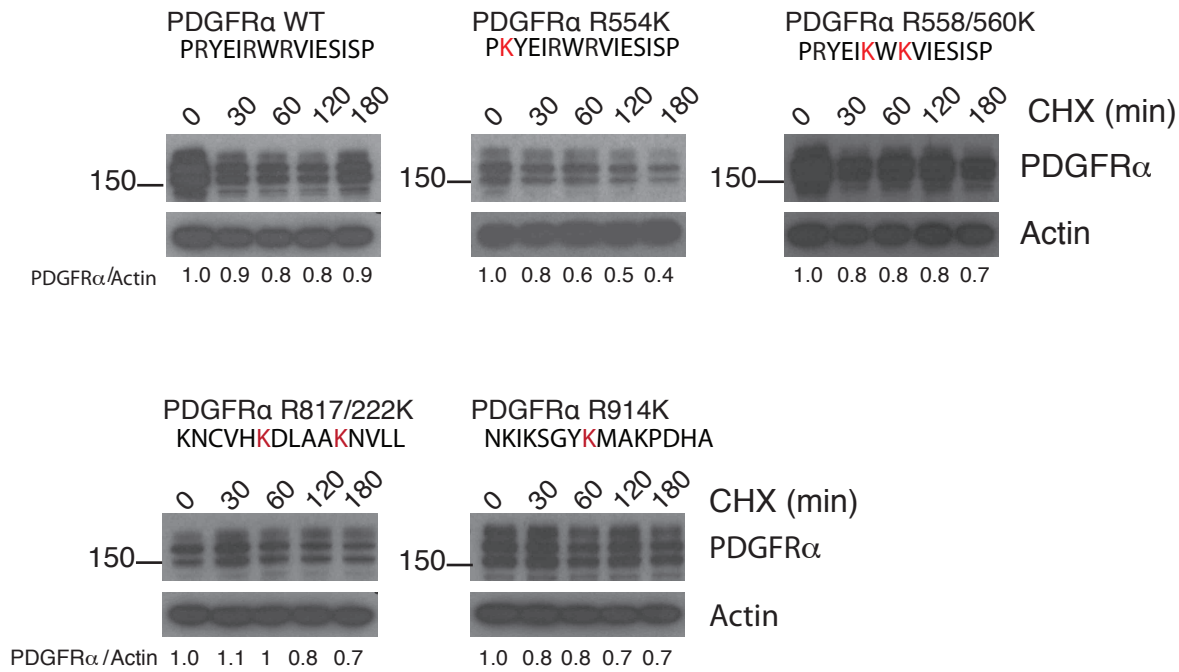 PDGFRα WT
PRYEIRWRVIESISP
0 30 60 120 180
150
PDGFRα/Actin 1.0 0.9 0.8 0.8 0.9
PDGFRα R554K
PKYEIRWRVIESISP
0 30 60 120 180
150
1.0 0.8 0.6 0.5 0.4
PDGFRα R558/560K
PRYEIKWKVIESISP
0 30 60 120 180 CHX (min)
150 PDGFRα
Actin
1.0 0.8 0.8 0.8 0.7
PDGFRα R817/222K
KNCVHKDLAAKNVLL
0 30 60 120 180
150
PDGFRα/Actin 1.0 1.1 1 0.8 0.7
PDGFRα R914K
NKIKSGYKMAKPDHA
0 30 60 120 180 CHX (min)
150 PDGFRα
Actin
1.0 0.8 0.8 0.7 0.7